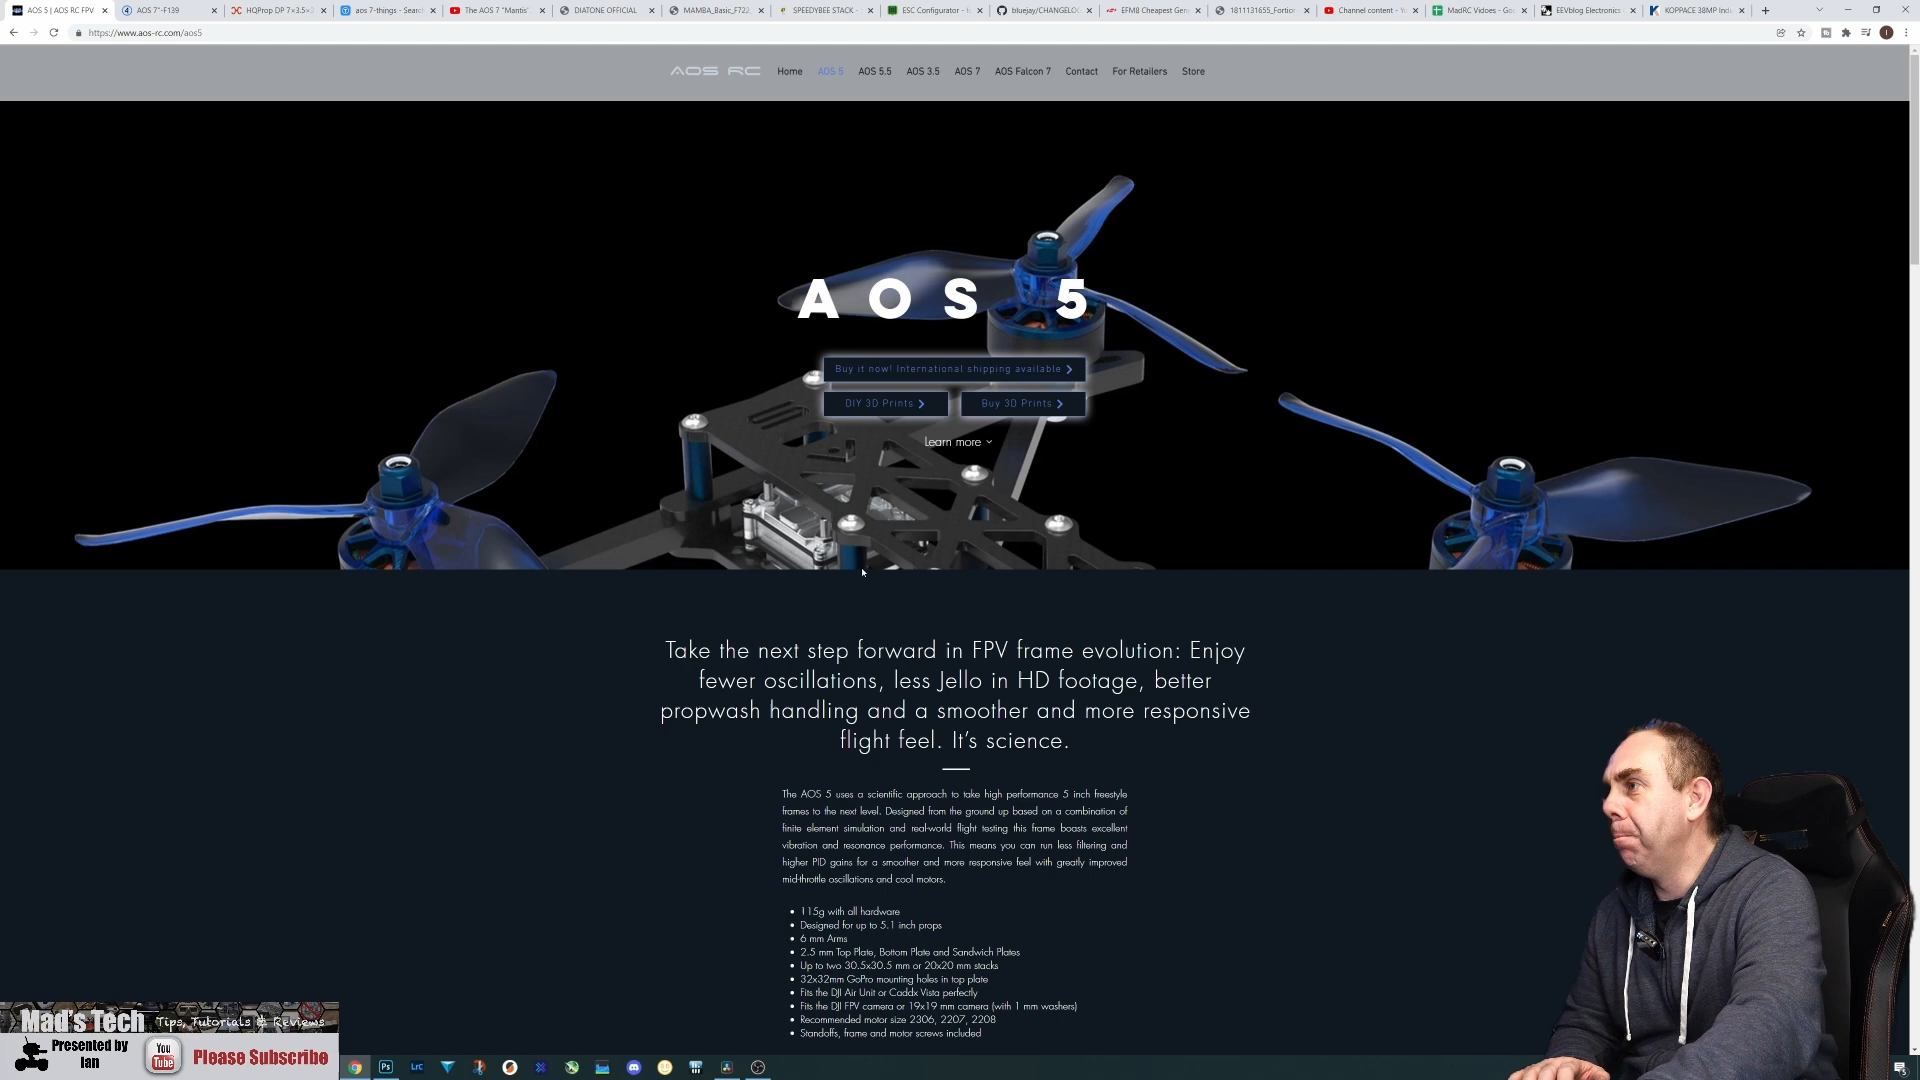 AOS 5 | AOS RC FPV
AOS 7"-F139
HQProp DP 7×3.5×3
aos 7-things - Search
The AOS 7 "Mantis"
DIATONE OFFICIAL
MAMBA_Basic_F722
SPEEDYBEE STACK -
ESC Configurator -
bluejay/CHANGELOG
EFM8 Cheapest Gen
1811131655_Fortior
Channel content - Yo
MadRC Vidoes - Go
EEVblog Electronics
KOPPACE 38MP Indu
https://www.aos-rc.com/aos5
AOS RC
Home
AOS 5
AOS 5.5
AOS 3.5
AOS 7
AOS Falcon 7
Contact
For Retailers
Store
AOS 5
Buy it now! International shipping available
DIY 3D Prints
Buy 3D Prints
Learn more
Take the next step forward in FPV frame evolution: Enjoy
fewer oscillations, less Jello in HD footage, better
propwash handling and a smoother and more responsive
flight feel. It's science.
The AOS 5 uses a scientific approach to take high performance 5 inch freestyle
frames to the next level. Designed from the ground up based on a combination of
finite element simulation and real-world flight testing this frame boasts excellent
vibration and resonance performance. This means you can run less filtering and
higher PID gains for a smoother and more responsive feel with greatly improved
mid-throttle oscillations and cool motors.
• 115g with all hardware
• Designed for up to 5.1 inch props
• 6 mm Arms
• 2.5 mm Top Plate, Bottom Plate and Sandwich Plates
• Up to two 30.5x30.5 mm or 20x20 mm stacks
• 32x32mm GoPro mounting holes in top plate
• Fits the DJI Air Unit or Caddx Vista perfectly
• Fits the DJI FPV camera or 19x19 mm camera (with 1 mm washers)
• Recommended motor size 2306, 2207, 2208
• Standoffs, frame and motor screws included
Mad's Tech Tips, Tutorials & Reviews
Presented by
Ian
You
Tube
Please Subscribe
Ps
Lrc